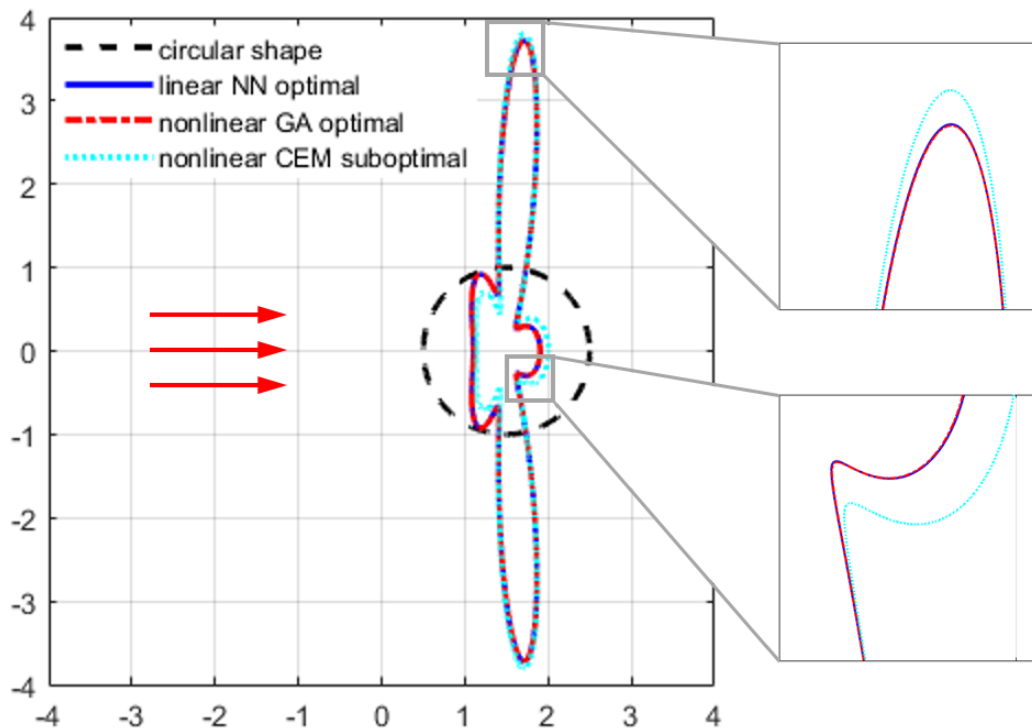 4
circular shape
linear NN optimal
3
nonlinear GA optimal
nonlinear CEM suboptimal
2
1
0
-1
-2
-3
-4
-4 -3 -2 -1 0 1 2 3 4